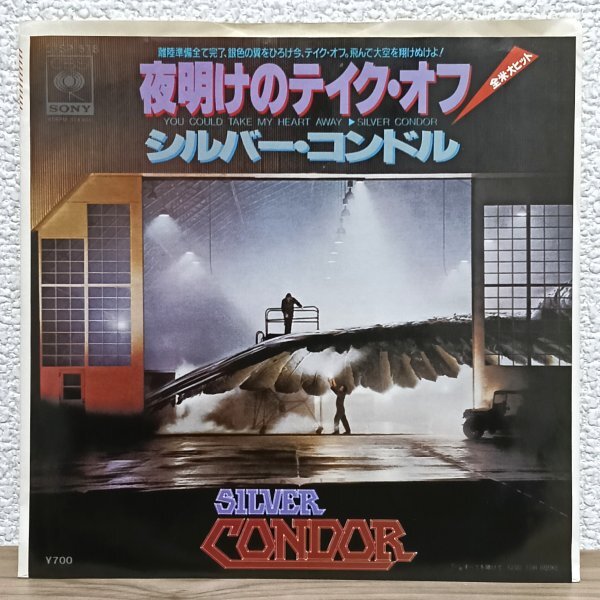 離陸準備全て完了、銀色の翼をひろげ今、テイク・オフ。飛んで大空を翔けぬけよ!
夜明けのテイク・オフ
全米大ヒット
YOU COULD TAKE MY HEART AWAY ▶ SILVER CONDOR
シルバー・コンドル
SONY
SILVER
CONDOR
¥700